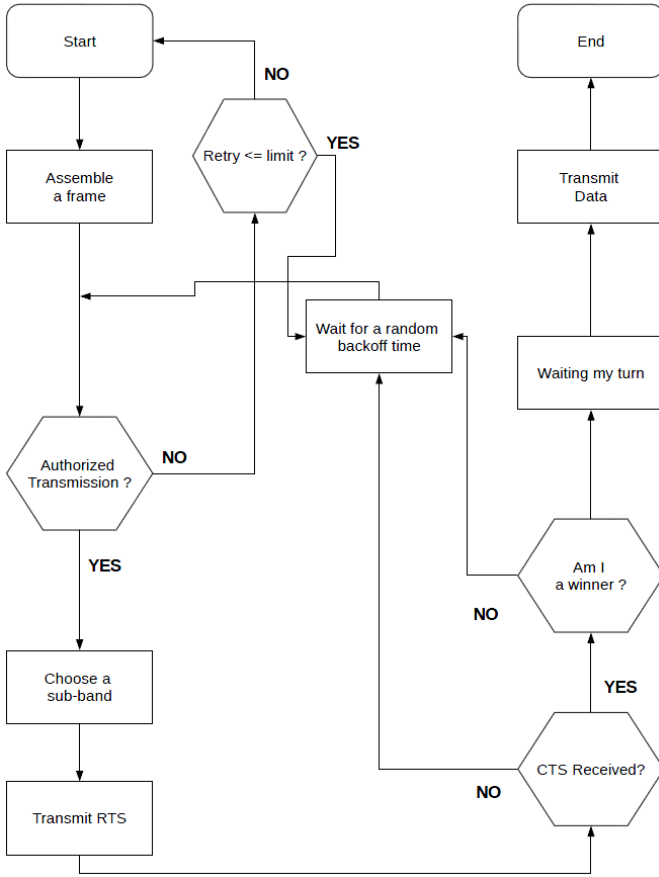 Start
End
NO
YES
Retry <= limit ?
Assemble
a frame
Transmit
Data
Wait for a random
backoff time
Waiting my turn
Authorized
Transmission ?
NO
YES
Am I
a winner ?
NO
Choose a
sub-band
YES
CTS Received?
NO
Transmit RTS